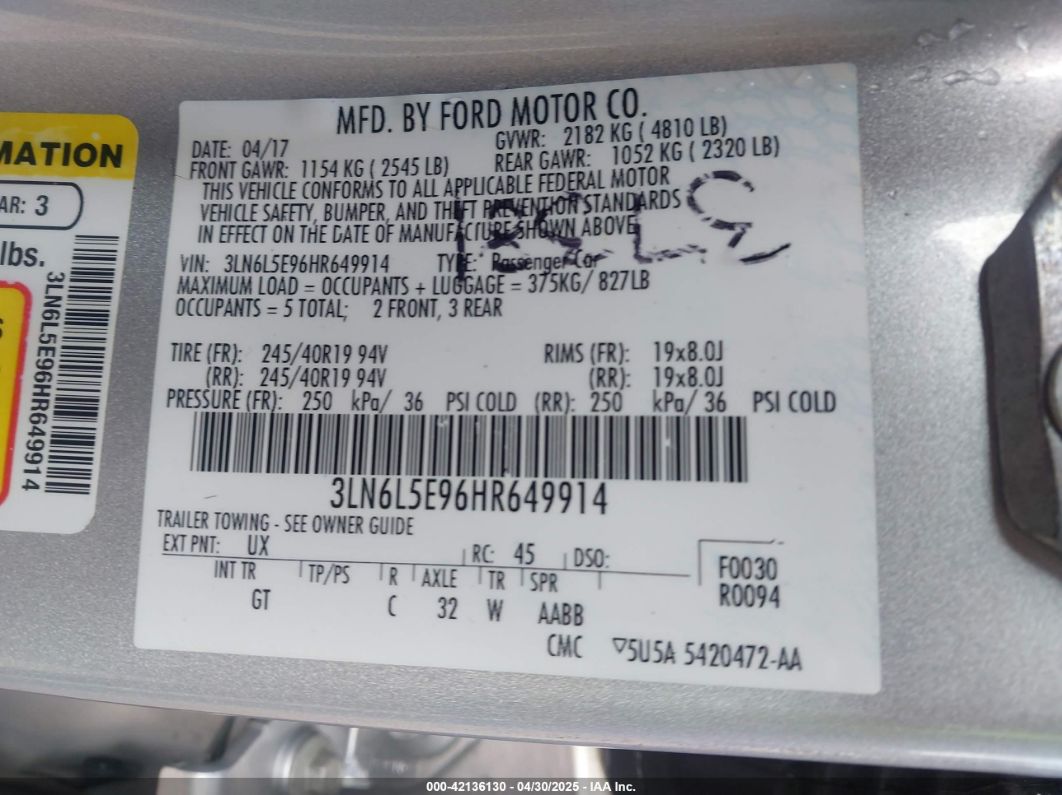 MATION
AR: 3
lbs.
3LN6L5E96HR649914
MFD. BY FORD MOTOR CO.
DATE: 04/17 GVWR: 2182 KG ( 4810 LB)
FRONT GAWR: 1154 KG ( 2545 LB) REAR GAWR: 1052 KG ( 2320 LB)
THIS VEHICLE CONFORMS TO ALL APPLICABLE FEDERAL MOTOR
VEHICLE SAFETY, BUMPER, AND THEFT PREVENTION STANDARDS
IN EFFECT ON THE DATE OF MANUFACTURE SHOWN ABOVE
VIN: 3LN6L5E96HR649914 TYPE: Passenger Car
MAXIMUM LOAD = OCCUPANTS + LUGGAGE = 375KG/ 827LB
OCCUPANTS = 5 TOTAL; 2 FRONT, 3 REAR
TIRE (FR): 245/40R19 94V RIMS (FR): 19x8.0J
(RR): 245/40R19 94V (RR): 19x8.0J
PRESSURE (FR): 250 kPa/ 36 PSI COLD (RR): 250 kPa/ 36 PSI COLD
3LN6L5E96HR649914
TRAILER TOWING - SEE OWNER GUIDE
EXT PNT: UX RC: 45 DSO:
INT TR TP/PS R AXLE TR SPR F0030
GT C 32 W AABB R0094
CMC ▽5U5A 5420472-AA
000-42136130 - 04/30/2025 - IAA Inc.